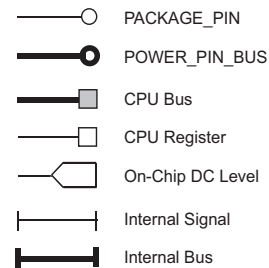 PACKAGE_PIN
POWER_PIN_BUS
CPU Bus
CPU Register
On-Chip DC Level
Internal Signal
Internal Bus